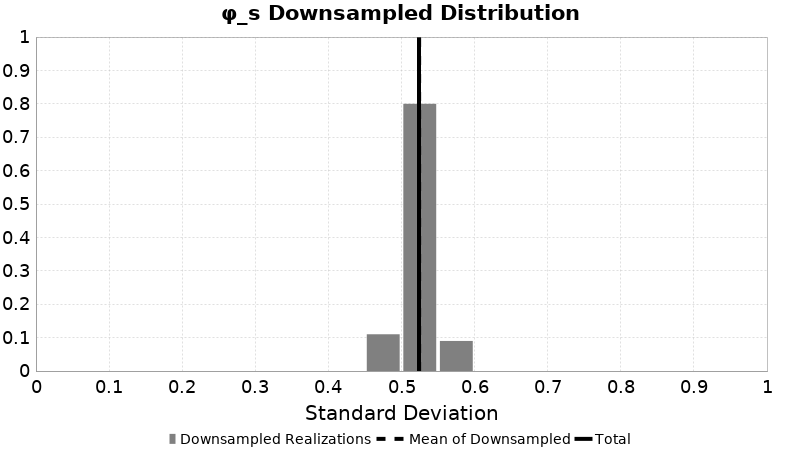 φ_s Downsampled Distribution
1
0.9
0.8
0.7
0.6
0.5
0.4
0.3
0.2
0.1
0
0 0.1 0.2 0.3 0.4 0.5 0.6 0.7 0.8 0.9 1
Standard Deviation
Downsampled Realizations Mean of Downsampled Total